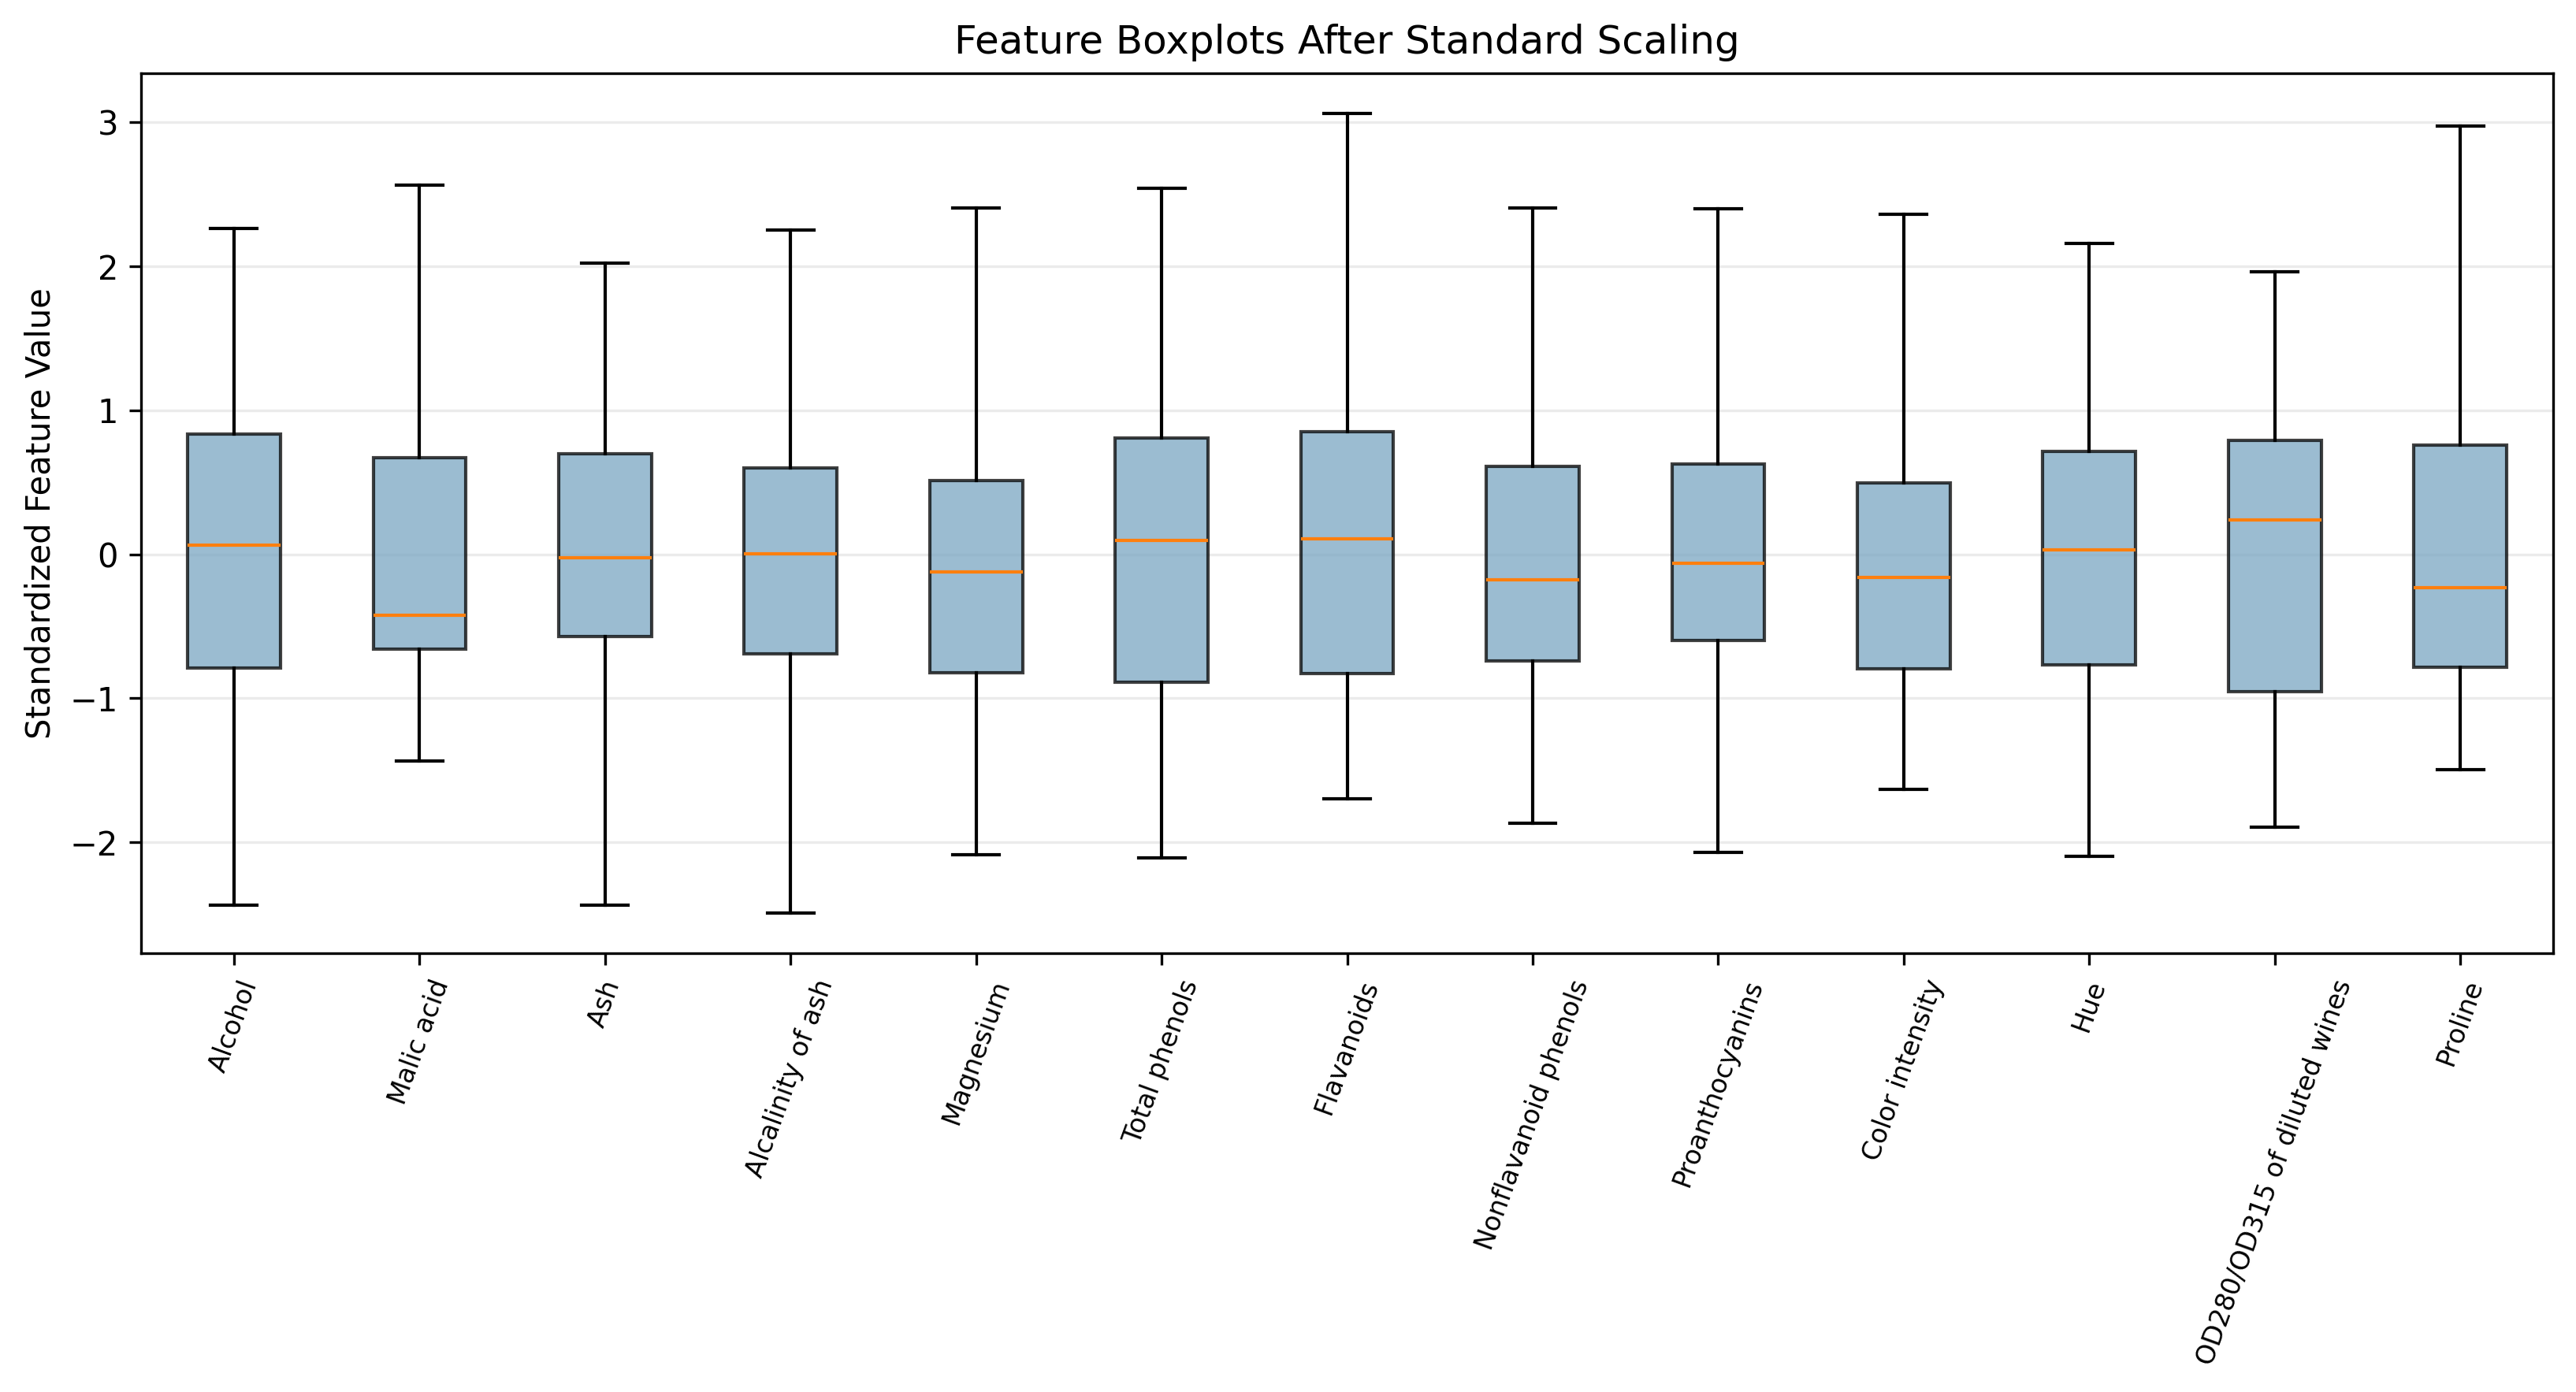 Feature Boxplots After Standard Scaling
Standardized Feature Value
3
2
1
0
−1
−2
Alcohol
Malic acid
Ash
Alcalinity of ash
Magnesium
Total phenols
Flavanoids
Nonflavanoid phenols
Proanthocyanins
Color intensity
Hue
OD280/OD315 of diluted wines
Proline